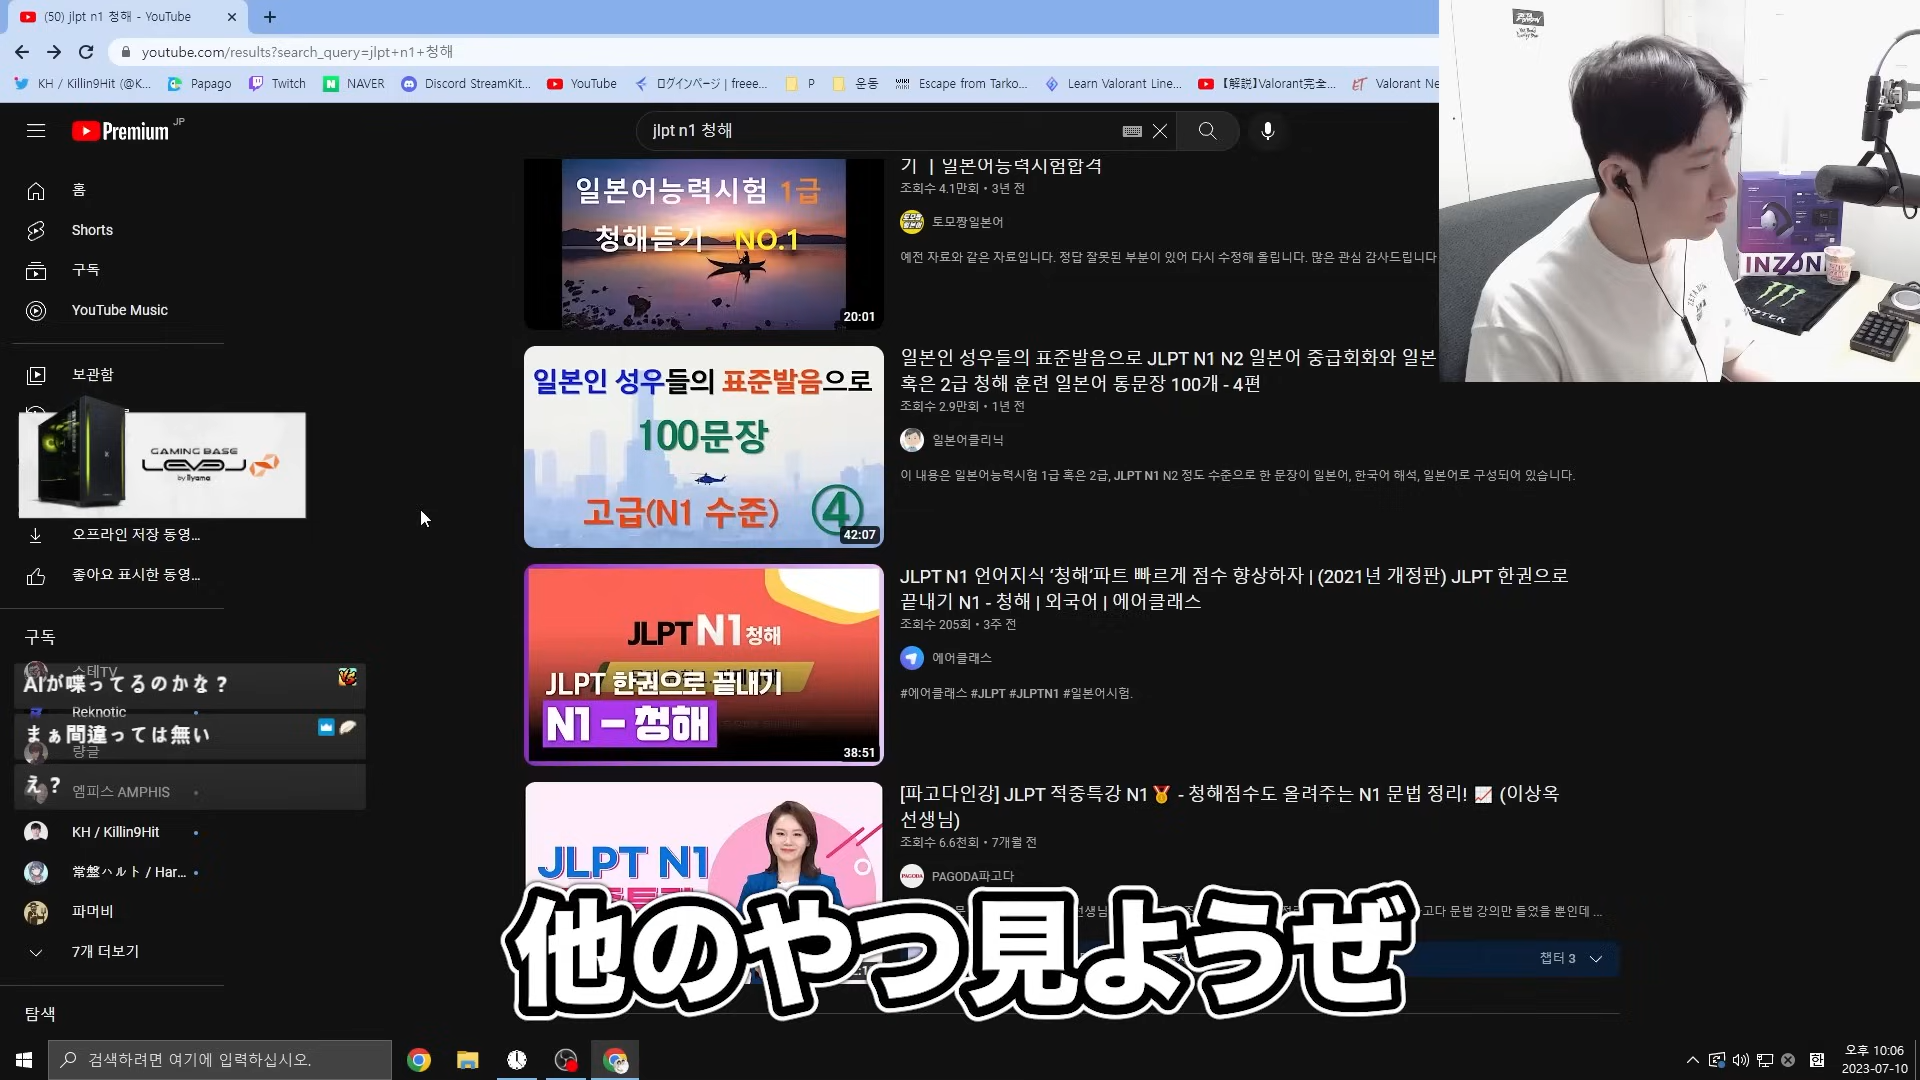 (50) jlpt n1 청해 - YouTube
youtube.com/results?search_query=jlpt+n1+청해
KH / Killin9Hit (@K... Papago Twitch NAVER Discord StreamKit... YouTube ログインページ | freee... P 운동 Escape from Tarko... Learn Valorant Line... 【解説】Valorant完全... Valorant Ne
Premium JP
jlpt n1 청해
홈
Shorts
구독
YouTube Music
보관함
GAMING BASE
LEVEL
by iiyama
오프라인 저장 동영...
좋아요 표시한 동영...
구독
스테TV
AIが喋ってるのかな？
Reknotic
まぁ間違っては無い
량글
え？
엠피스 AMPHIS
KH / Killin9Hit
常盤ハルト / Har...
파머비
7개 더보기
탐색
일본어능력시험 1급
청해듣기 NO.1
20:01
기 | 일본어능력시험합격
조회수 4.1만회 • 3년 전
토모짱일본어
예전 자료와 같은 자료입니다. 정답 잘못된 부분이 있어 다시 수정해 올립니다. 많은 관심 감사드립니다
일본인 성우들의 표준발음으로
100문장
고급(N1 수준) ④
42:07
일본인 성우들의 표준발음으로 JLPT N1 N2 일본어 중급회화와 일본
혹은 2급 청해 훈련 일본어 통문장 100개 - 4편
조회수 2.9만회 • 1년 전
일본어클리닉
이 내용은 일본어능력시험 1급 혹은 2급, JLPT N1 N2 정도 수준으로 한 문장이 일본어, 한국어 해석, 일본어로 구성되어 있습니다.
JLPT N1 청해
JLPT 한권으로 끝내기
N1 - 청해
38:51
JLPT N1 언어지식 ‘청해’파트 빠르게 점수 향상하자 | (2021년 개정판) JLPT 한권으로
끝내기 N1 - 청해 | 외국어 | 에어클래스
조회수 205회 • 3주 전
에어클래스
#에어클래스 #JLPT #JLPTN1 #일본어시험.
JLPT N1
[파고다인강] JLPT 적중특강 N1🏅 - 청해점수도 올려주는 N1 문법 정리! 📈 (이상옥
선생님)
조회수 6.6천회 • 7개월 전
PAGODA파고다
고다 문법 강의만 들었을 뿐인데 ...
챕터 3
他のやつ見ようぜ
INZON
MONSTER
검색하려면 여기에 입력하십시오.
한
오후 10:06
2023-07-10